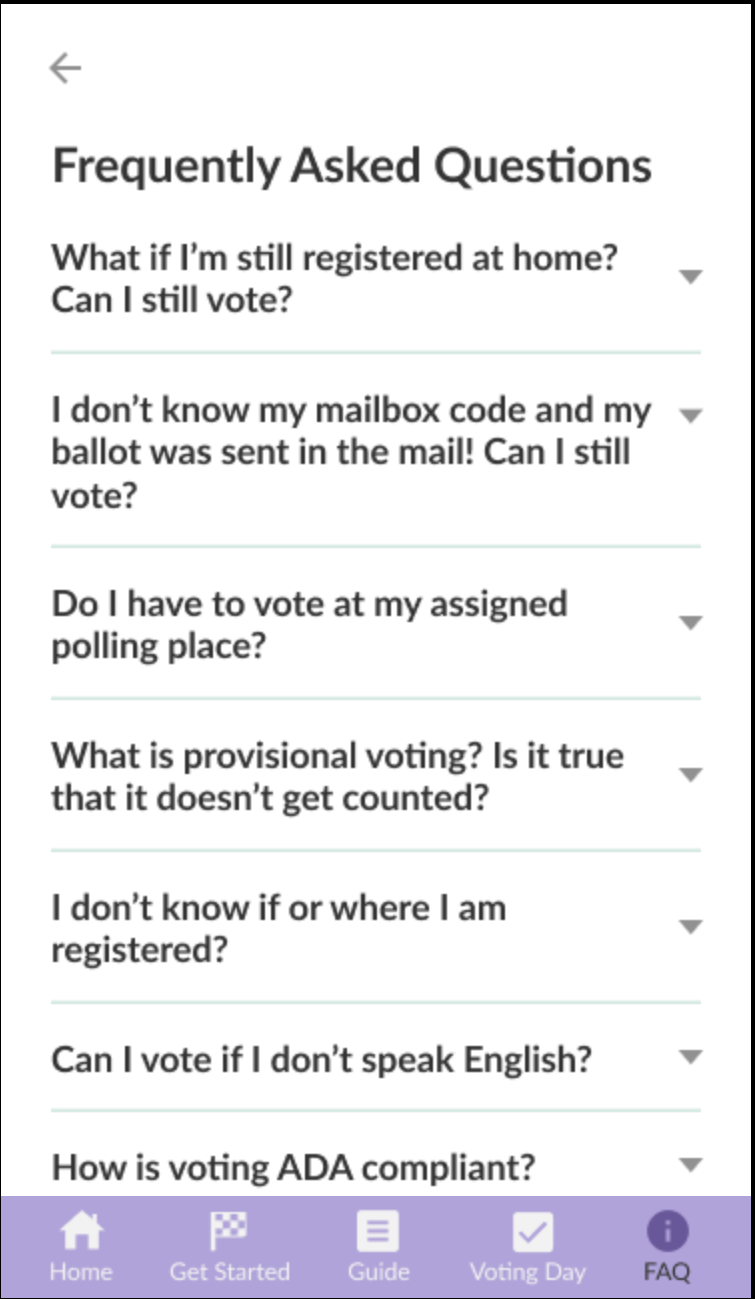 Frequently Asked Questions
What if I’m still registered at home?
Can I still vote?
I don’t know my mailbox code and my
ballot was sent in the mail! Can I still
vote?
Do I have to vote at my assigned
polling place?
What is provisional voting? Is it true
that it doesn’t get counted?
I don’t know if or where I am
registered?
Can I vote if I don’t speak English?
How is voting ADA compliant?
Home Get Started Guide Voting Day FAQ